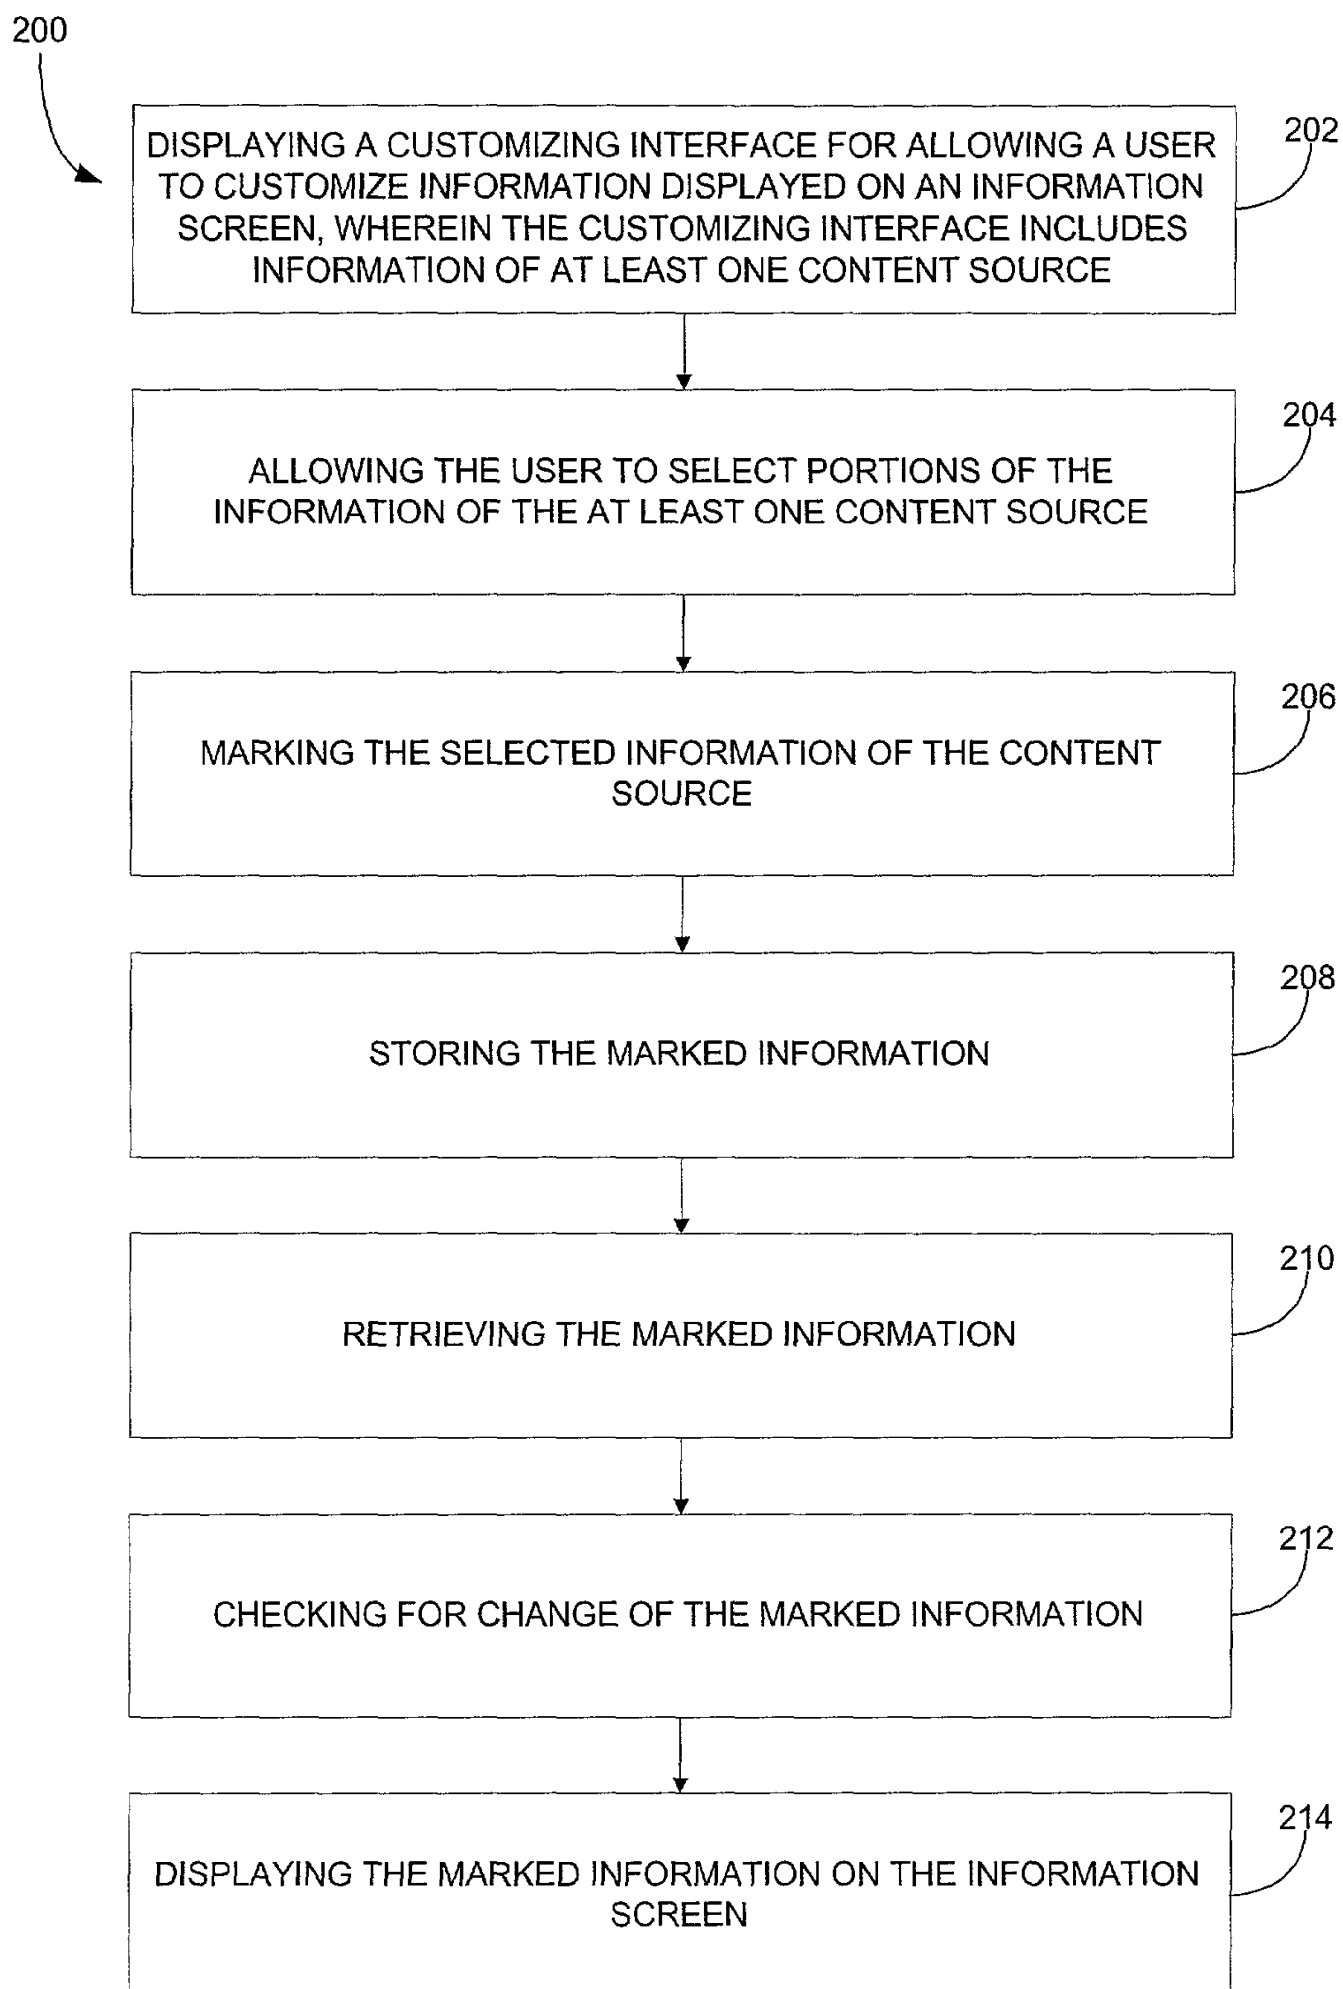 200
DISPLAYING A CUSTOMIZING INTERFACE FOR ALLOWING A USER
TO CUSTOMIZE INFORMATION DISPLAYED ON AN INFORMATION
SCREEN, WHEREIN THE CUSTOMIZING INTERFACE INCLUDES
INFORMATION OF AT LEAST ONE CONTENT SOURCE
202
ALLOWING THE USER TO SELECT PORTIONS OF THE
INFORMATION OF THE AT LEAST ONE CONTENT SOURCE
204
MARKING THE SELECTED INFORMATION OF THE CONTENT
SOURCE
206
STORING THE MARKED INFORMATION
208
RETRIEVING THE MARKED INFORMATION
210
CHECKING FOR CHANGE OF THE MARKED INFORMATION
212
DISPLAYING THE MARKED INFORMATION ON THE INFORMATION
SCREEN
214